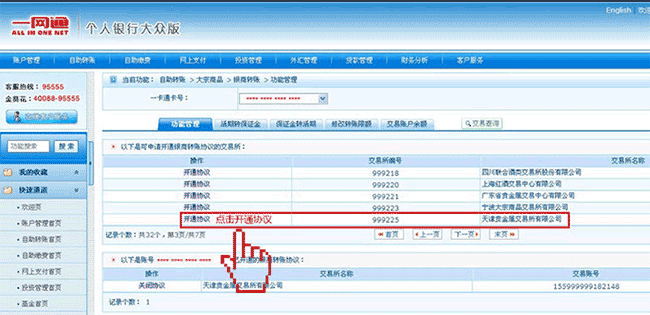 English 欢迎
一网通
ALL IN ONE NET
个人银行大众版
账户管理 自助转账 自助缴费 网上支付 投资管理 外汇管理 贷款管理 财务分析 客户服务
客服热线：95555
金葵花：40088-95555
功能搜索 搜索
我的收藏
快速通道
欢迎页
账户管理首页
自助转账首页
自助缴费首页
网上支付首页
投资管理首页
基金首页
当前功能： 自助转账 > 大宗商品 > 银商转账 > 功能管理
一卡通卡号：
功能管理 活期转保证金 保证金转活期 修改转账限额 交易账户余额 交易查询
以下是可申请开通银商转账协议的交易所：
操作 交易所编号 交易所名称
开通协议 999218 四川联合酒类交易所股份有限公司
开通协议 999220 上海红酒交易中心有限公司
开通协议 999221 广东省贵金属交易中心有限公司
开通协议 999223 宁波大宗商品交易所有限公司
开通协议 点击开通协议 999225 天津贵金属交易所有限公司
记录个数：共32个，第3页/共7页 首页 上一页 下一页 末页
以下是账号 已开通的银商转账协议：
操作 交易所名称 交易账号
关闭协议 天津贵金属交易所有限公司 155999999182148
记录个数： 1